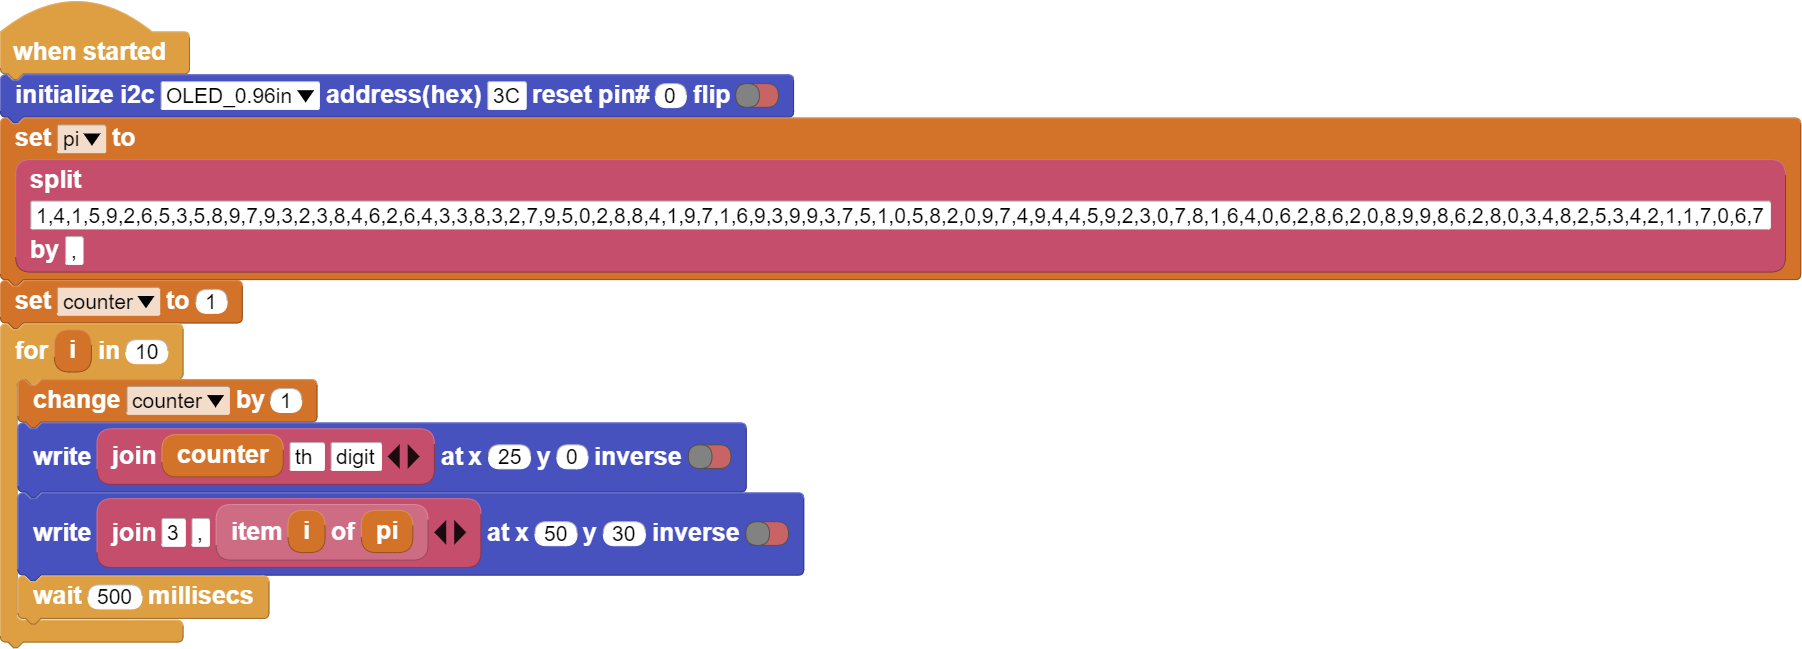 when started
initialize i2c OLED_0.96in address(hex) 3C reset pin# 0 flip
set pi to
split
1,4,1,5,9,2,6,5,3,5,8,9,7,9,3,2,3,8,4,6,2,6,4,3,3,8,3,2,7,9,5,0,2,8,8,4,1,9,7,1,6,9,3,9,9,3,7,5,1,0,5,8,2,0,9,7,4,9,4,4,5,9,2,3,0,7,8,1,6,4,0,6,2,8,6,2,0,8,9,9,8,6,2,8,0,3,4,8,2,5,3,4,2,1,1,7,0,6,7
by ,
set counter to 1
for i in 10
change counter by 1
write join counter th digit at x 25 y 0 inverse
write join 3 , item i of pi at x 50 y 30 inverse
wait 500 millisecs